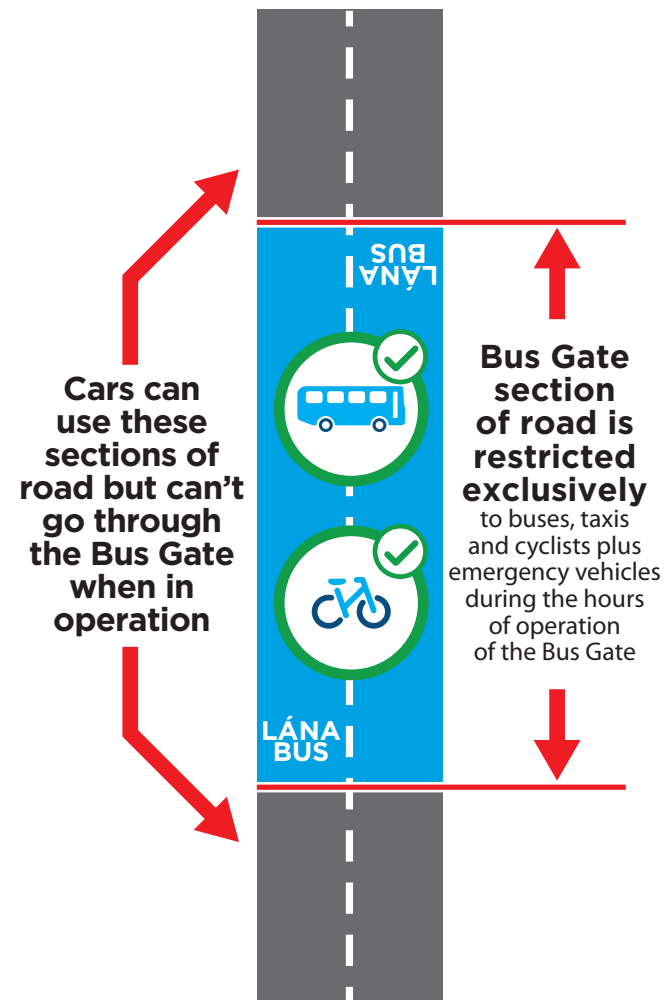 LÁNA
BUS
Cars can
use these
sections of
road but can't
go through
the Bus Gate
when in
operation
Bus Gate
section
of road is
restricted
exclusively
to buses, taxis
and cyclists plus
emergency vehicles
during the hours
of operation
of the Bus Gate
LÁNA
BUS